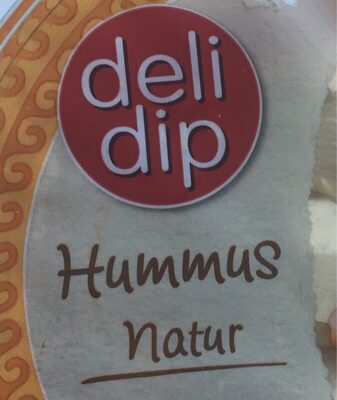 deli
dip
Hummus
Natur